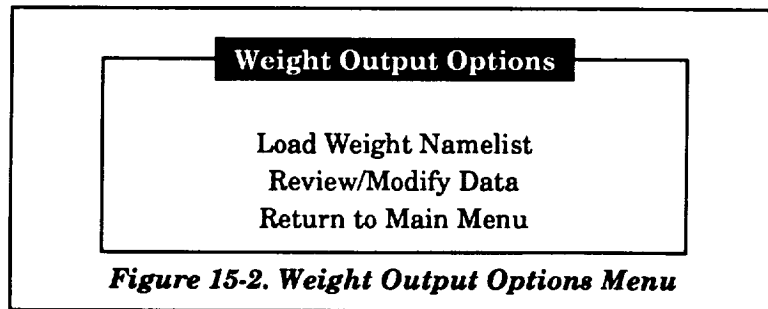 Weight Output Options
Load Weight Namelist
Review/Modify Data
Return to Main Menu
Figure 15-2. Weight Output Options Menu